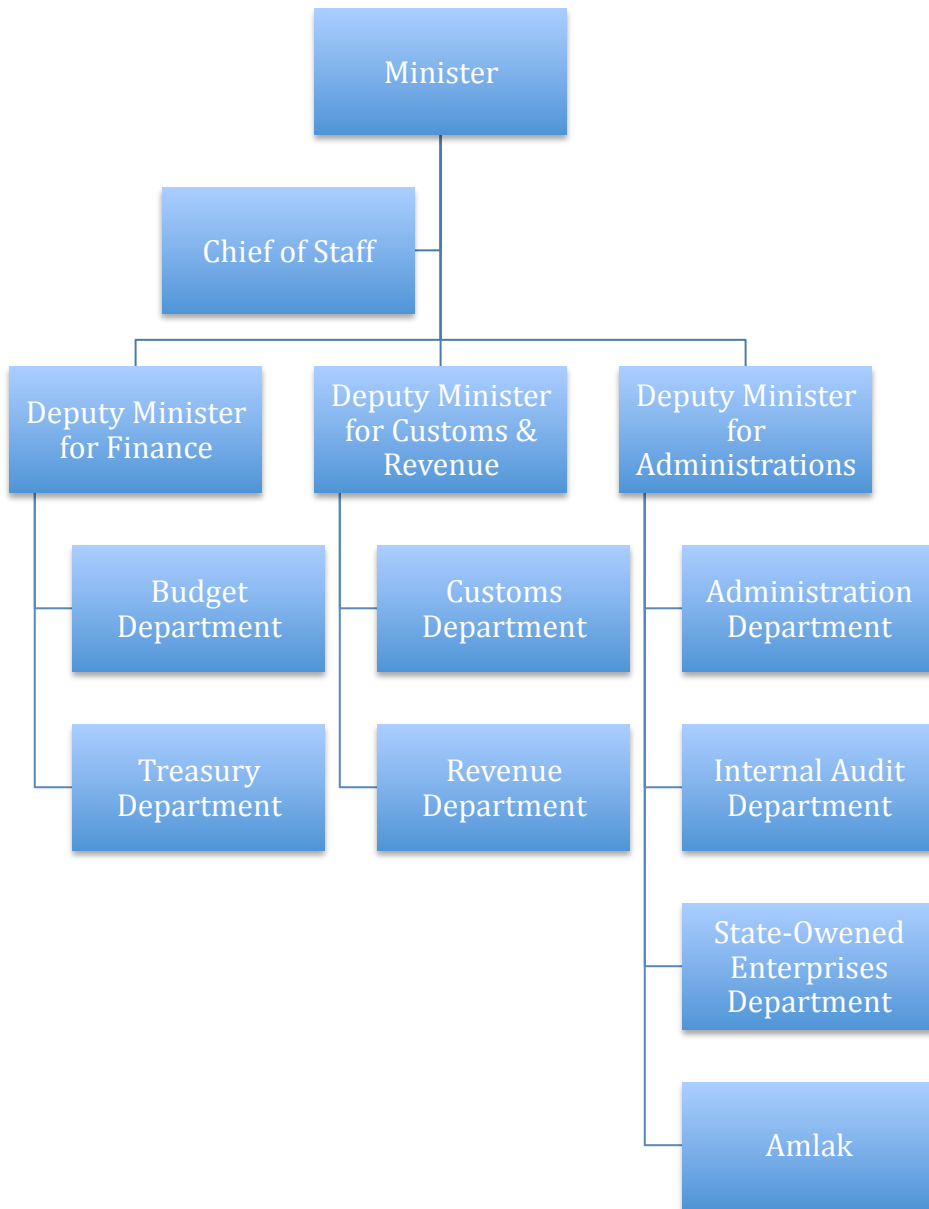 Minister
Chief of Staff
Deputy Minister
for Finance
Deputy Minister
for Customs &
Revenue
Deputy Minister
for
Administrations
Budget
Department
Customs
Department
Administration
Department
Treasury
Department
Revenue
Department
Internal Audit
Department
State-Owened
Enterprises
Department
Amlak